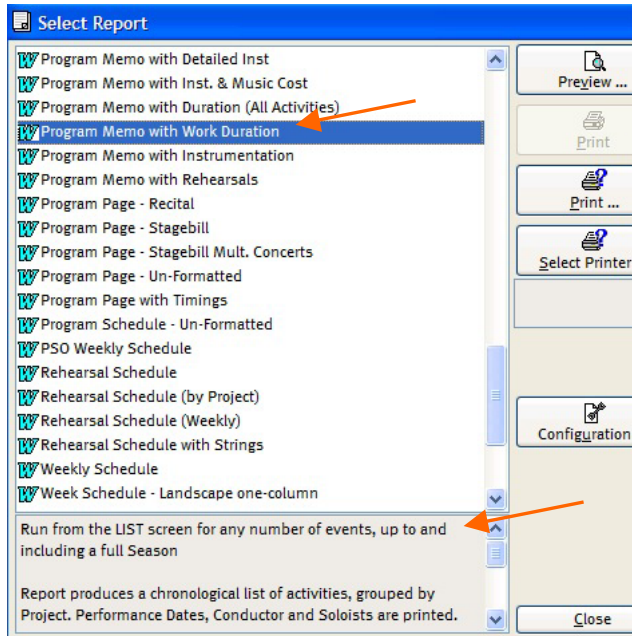 Select Report
Program Memo with Detailed Inst
Program Memo with Inst. & Music Cost
Program Memo with Duration (All Activities)
Program Memo with Work Duration
Program Memo with Instrumentation
Program Memo with Rehearsals
Program Page - Recital
Program Page - Stagebill
Program Page - Stagebill Mult. Concerts
Program Page - Un-Formatted
Program Page with Timings
Program Schedule - Un-Formatted
PSO Weekly Schedule
Rehearsal Schedule
Rehearsal Schedule (by Project)
Rehearsal Schedule (Weekly)
Rehearsal Schedule with Strings
Weekly Schedule
Week Schedule - Landscape one-column
Run from the LIST screen for any number of events, up to and
including a full Season
Report produces a chronological list of activities, grouped by
Project. Performance Dates, Conductor and Soloists are printed.
Preview ...
Print
Print ...
Select Printer
Configuration
Close